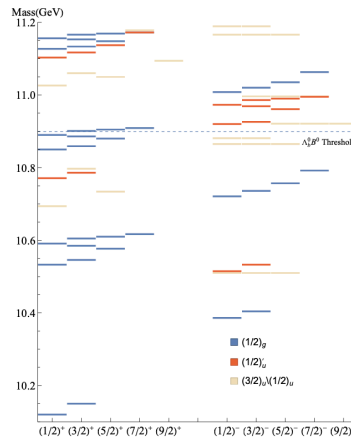 Mass(GeV)
11.2
11.0
10.8
10.6
10.4
10.2
Λ_b^0 B^0 Threshold
(1/2)_g
(1/2)'_u
(3/2)_u\(1/2)_u
(1/2)⁺ (3/2)⁺ (5/2)⁺ (7/2)⁺ (9/2)⁺ (1/2)⁻ (3/2)⁻ (5/2)⁻ (7/2)⁻ (9/2)